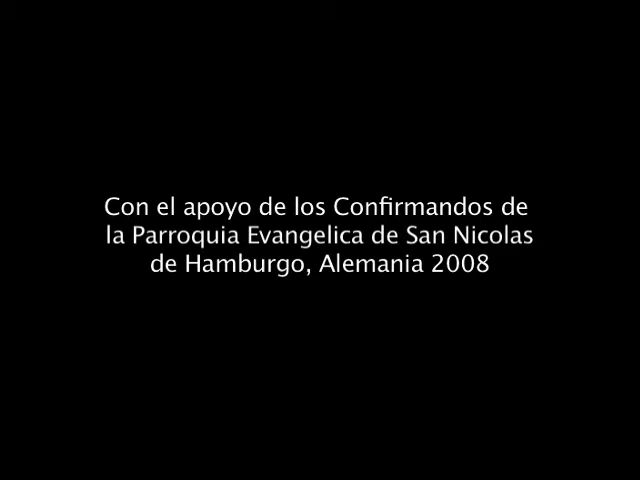 Con el apoyo de los Confirmandos de
la Parroquia Evangelica de San Nicolas
de Hamburgo, Alemania 2008